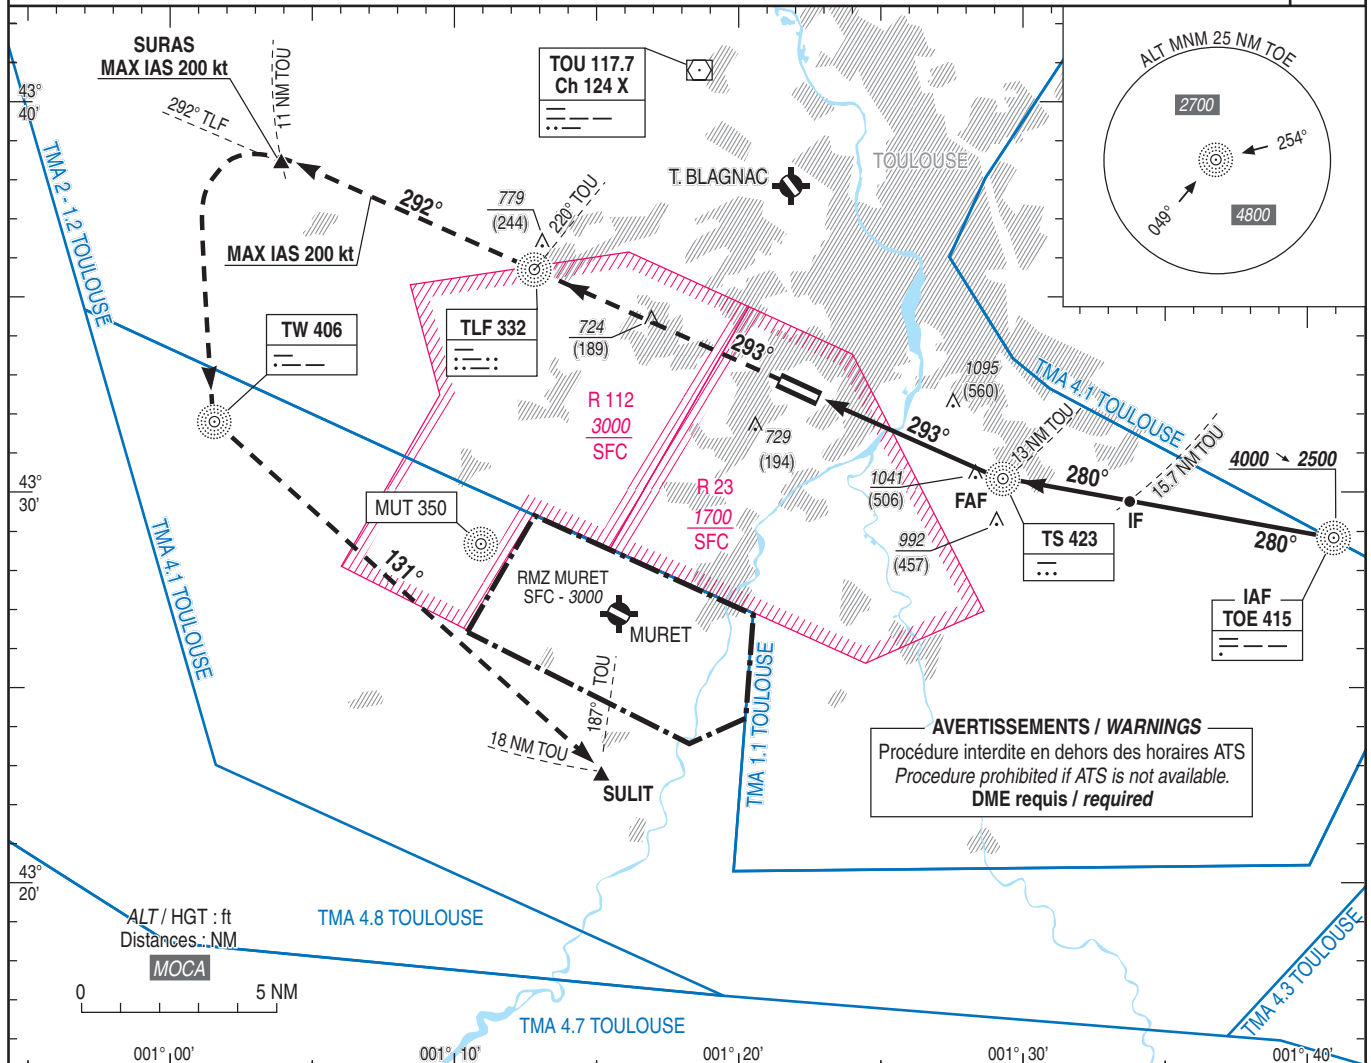 SURAS
MAX IAS 200 kt
292° TLF
11 NM TOU
43°
40'
TMA 2 - 1.2 TOULOUSE
TOU 117.7
Ch 124 X
T. BLAGNAC
TOULOUSE
ALT MNM 25 NM TOE
2700
254°
049°
4800
292°
779
(244)
220° TOU
MAX IAS 200 kt
TW 406
TLF 332
724
(189)
293°
R 112
3000
SFC
729
(194)
R 23
1700
SFC
293°
1095
(560)
TMA 4.1 TOULOUSE
13 NM TOU
15.7 NM TOU
4000 ↘ 2500
1041
(506)
FAF
280°
IF
280°
992
(457)
TS 423
IAF
TOE 415
43°
30'
MUT 350
TMA 4.1 TOULOUSE
131°
RMZ MURET
SFC - 3000
MURET
187° TOU
18 NM TOU
SULIT
TMA 1.1 TOULOUSE
AVERTISSEMENTS / WARNINGS
Procédure interdite en dehors des horaires ATS
Procedure prohibited if ATS is not available.
DME requis / required
43°
20'
ALT / HGT : ft
Distances : NM
MOCA
0 5 NM
TMA 4.8 TOULOUSE
TMA 4.7 TOULOUSE
TMA 4.3 TOULOUSE
001° 00'
001° 10'
001° 20'
001° 30'
001° 40'